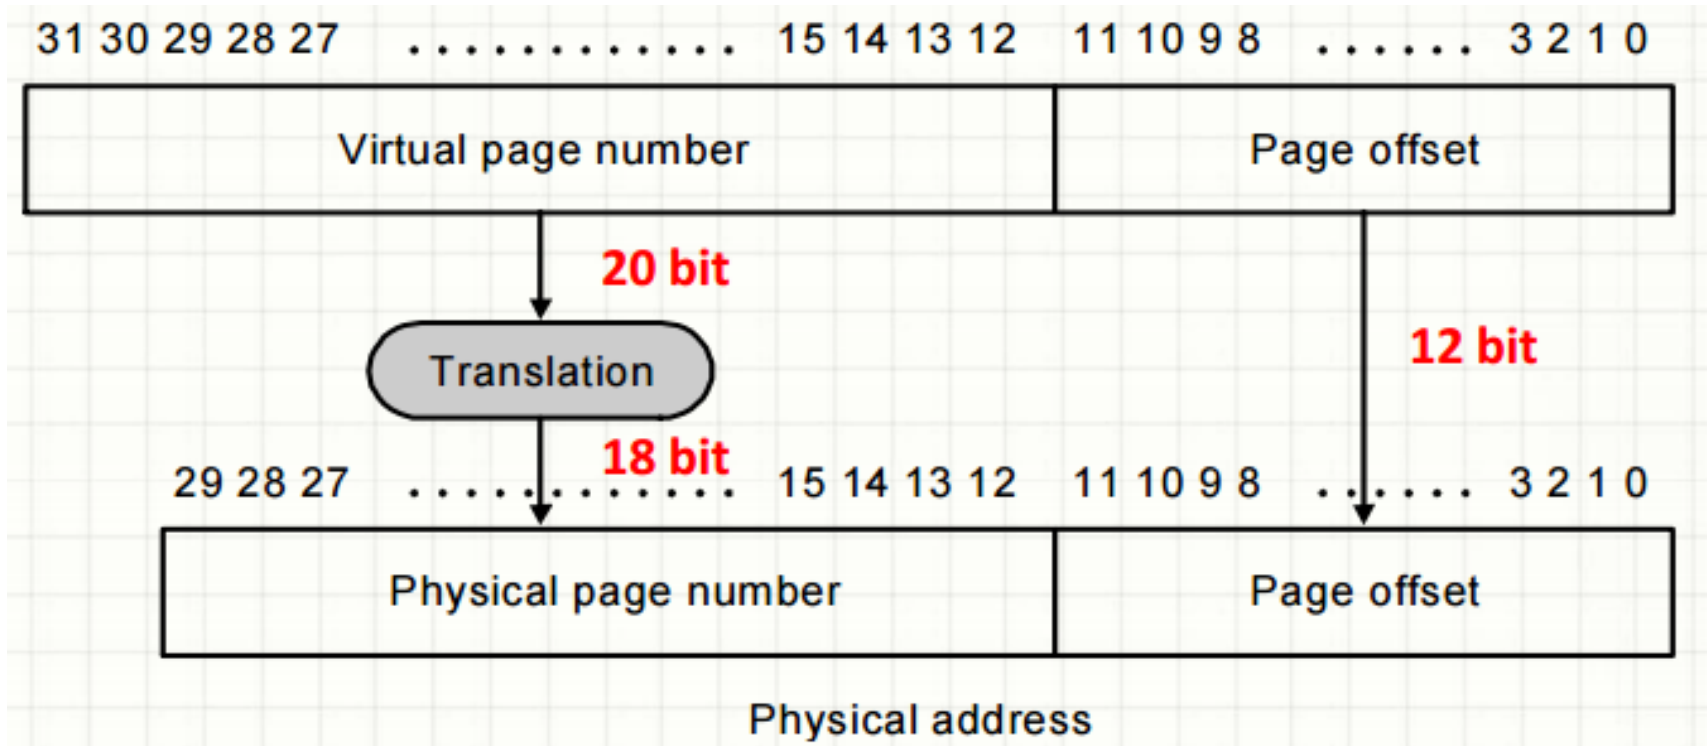 31 30 29 28 27 ............ 15 14 13 12 11 10 9 8 ...... 3 2 1 0
Virtual page number Page offset
20 bit
12 bit
Translation
18 bit
29 28 27 ............ 15 14 13 12 11 10 9 8 ...... 3 2 1 0
Physical page number Page offset
Physical address